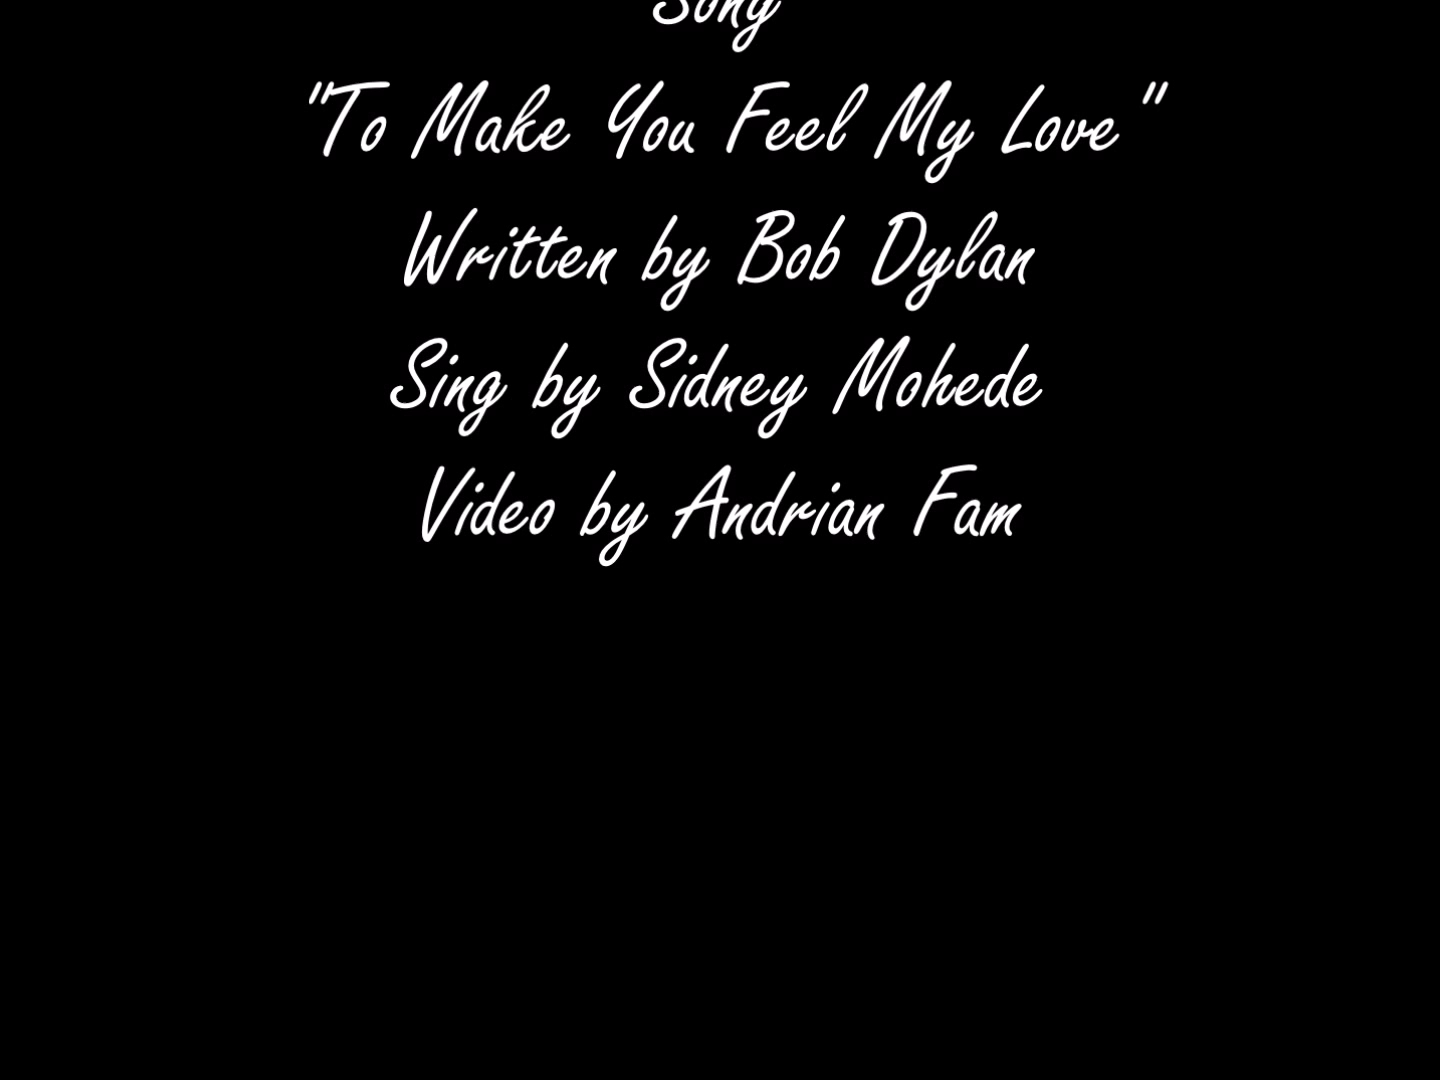 Song
"To Make You Feel My Love"
Written by Bob Dylan
Sing by Sidney Mohede
Video by Andrian Fam